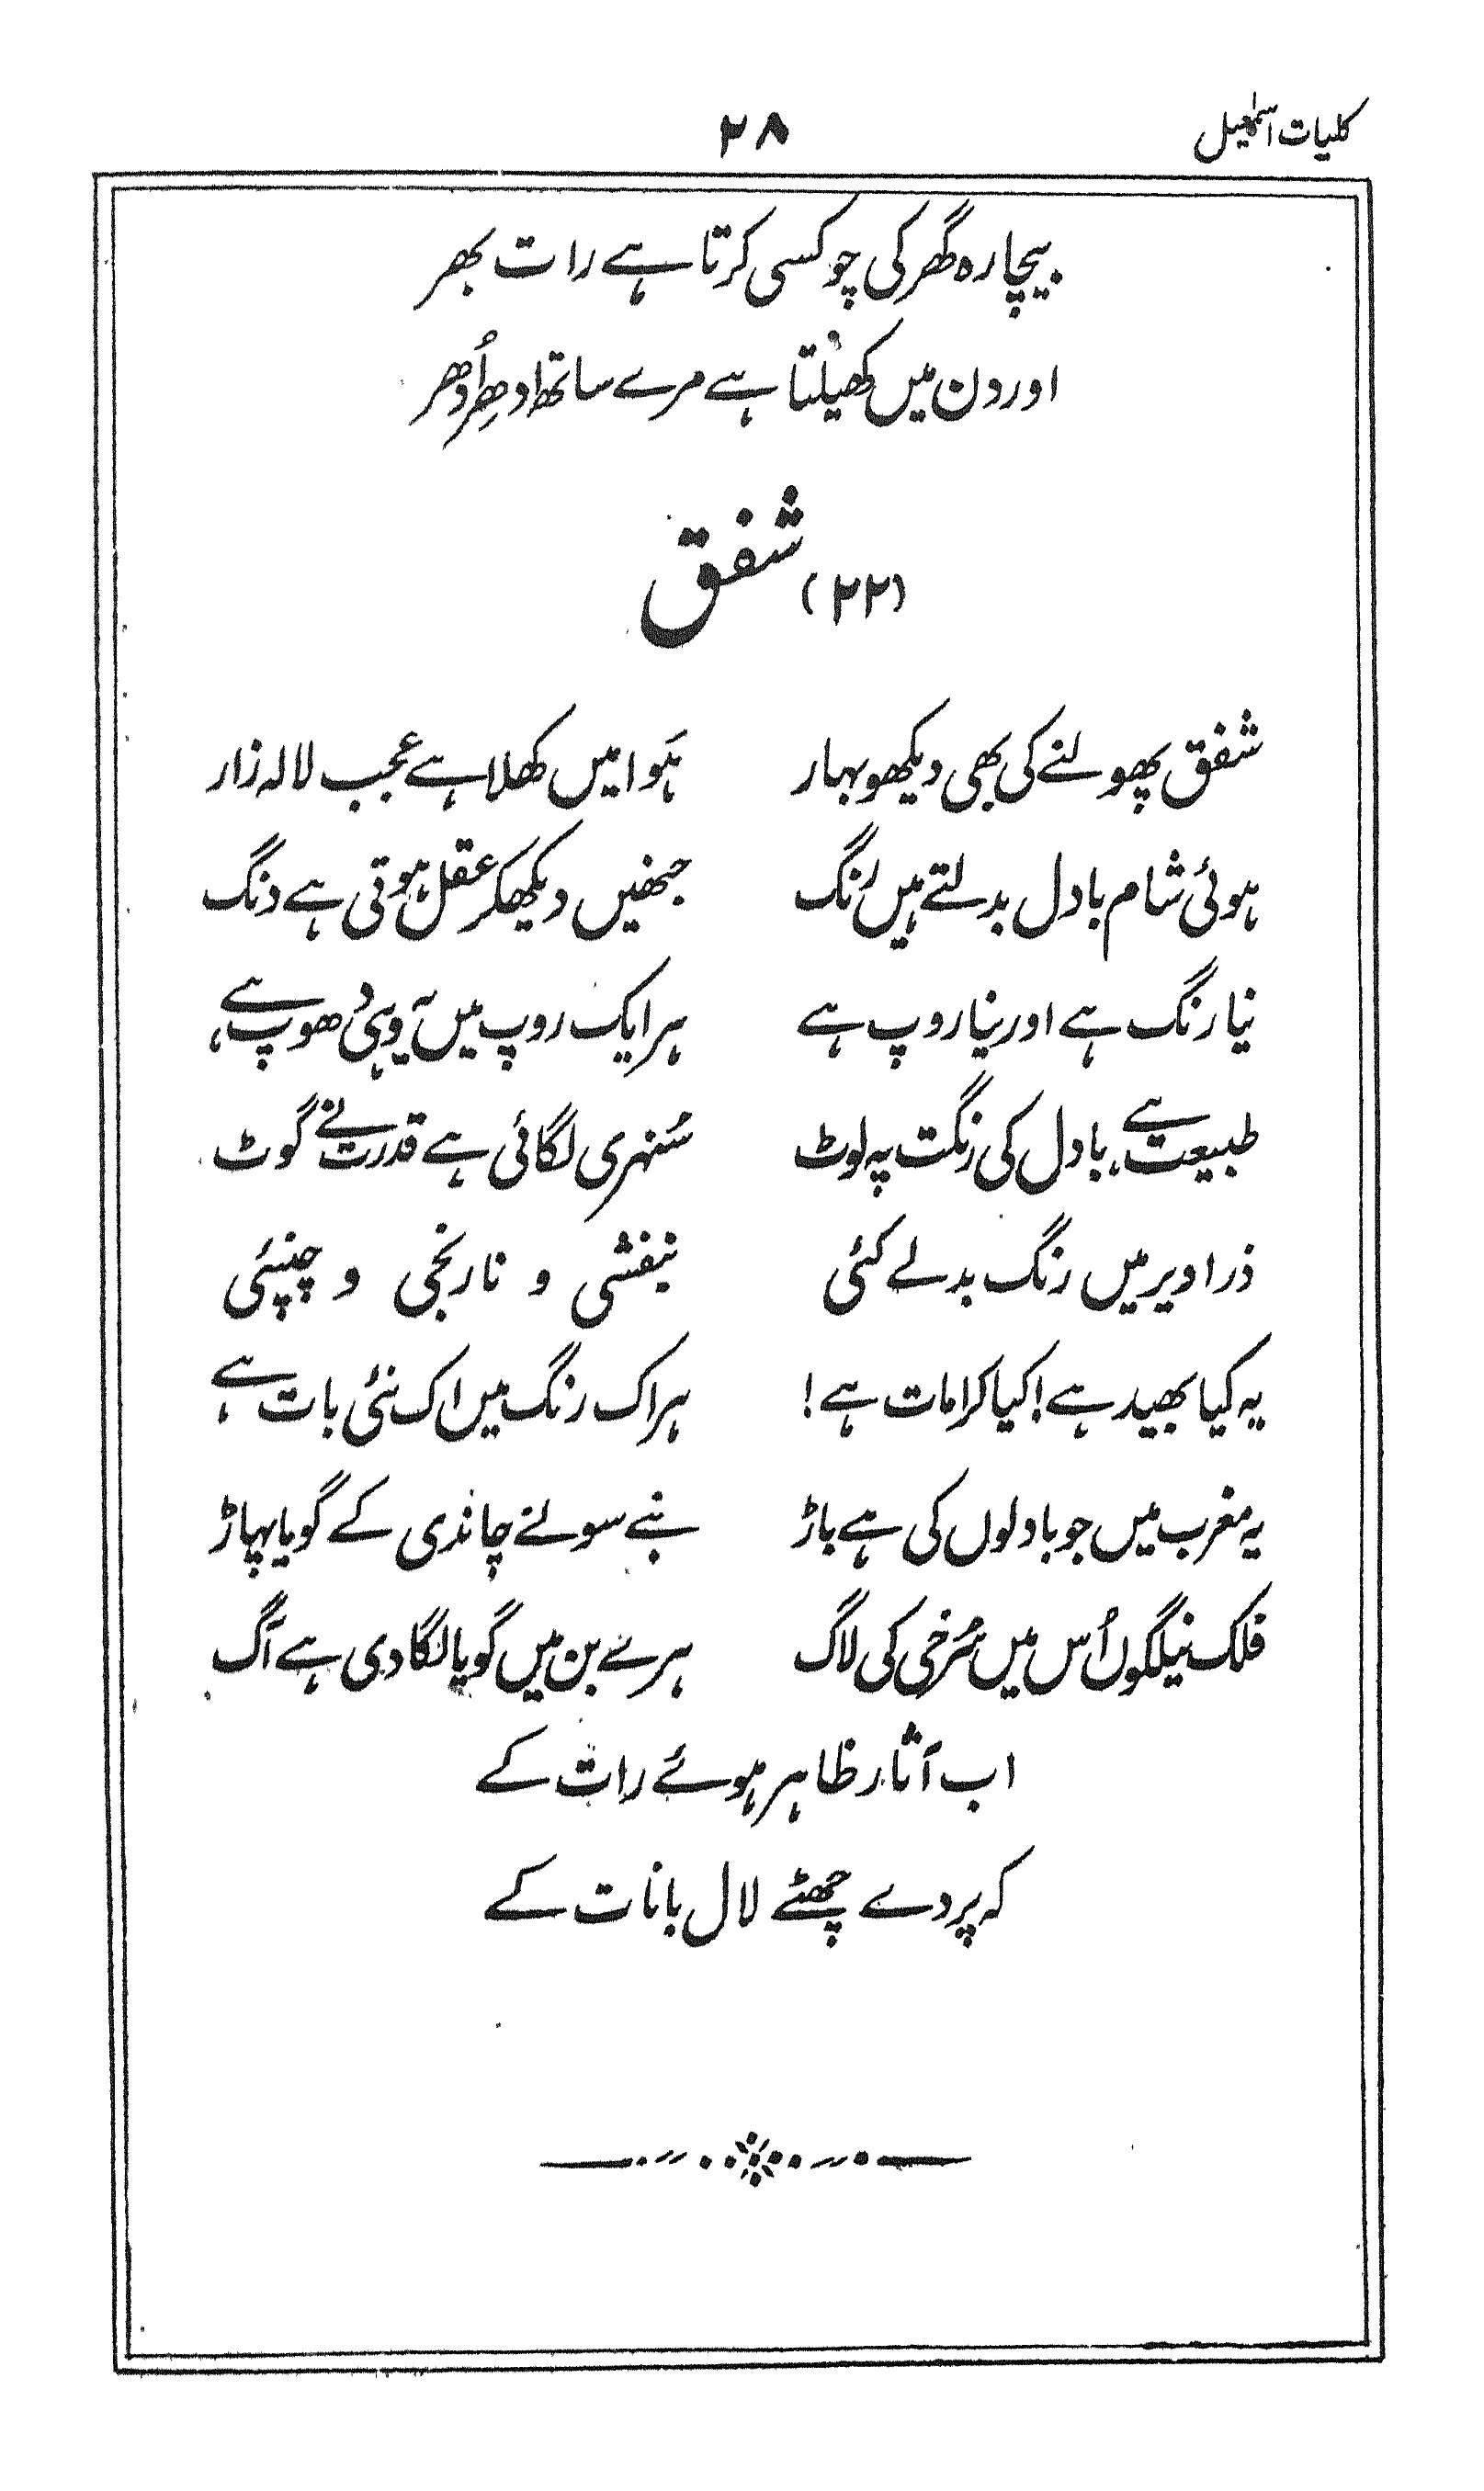 کلیات اسمٰعیل ۲۸
بیچارہ گھر کی چوکسی کرتا ہے رات بھر
اور دن میں کھیلتا ہے مرے ساتھ اِدھر اُدھر
(۲۲) شفق
شفق پھولنے کی بھی دیکھو بہار ہَوا میں کھلا ہے عجب لالہ زار
ہوئی شام بادل بدلتے ہیں رنگ جنھیں دیکھکر عقل ہوتی ہے دنگ
نیا رنگ ہے اور نیا روپ ہے ہر ایک روپ میں یہ وہی دھوپ ہے
طبیعت ہے بادل کی رنگت پہ لوٹ سُنہری لگائی ہے قدرت نے گوٹ
ذرا دیر میں رنگ بدلے کئی بنفشی و نارنجی و چنپئی
یہ کیا بھید ہے! کیا کرامات ہے! ہر اک رنگ میں اک نئی بات ہے
یہ مغرب میں جو بادلوں کی ہے باڑ بنے سونے چاندی کے گویا پہاڑ
فلک نیلگوں اُس میں سُرخی کی لاگ ہرے بن میں گویا لگا دی ہے آگ
اب آثار ظاہر ہوئے رات کے
کہ پردے چھٹے لال بانات کے